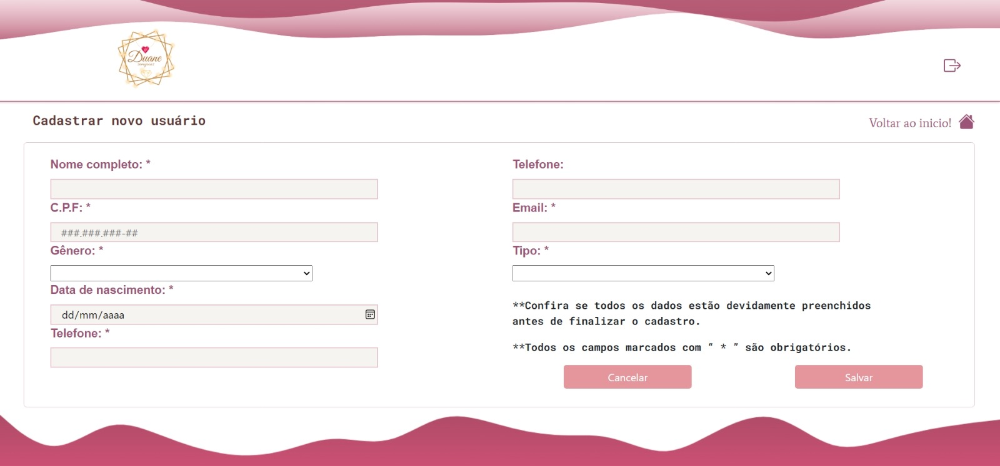 Duane
Cadastrar novo usuário
Voltar ao inicio!
Nome completo: *
C.P.F: *
###.###.###-##
Gênero: *
Data de nascimento: *
dd/mm/aaaa
Telefone: *
Telefone:
Email: *
Tipo: *
**Confira se todos os dados estão devidamente preenchidos
antes de finalizar o cadastro.
**Todos os campos marcados com “ * ” são obrigatórios.
Cancelar
Salvar